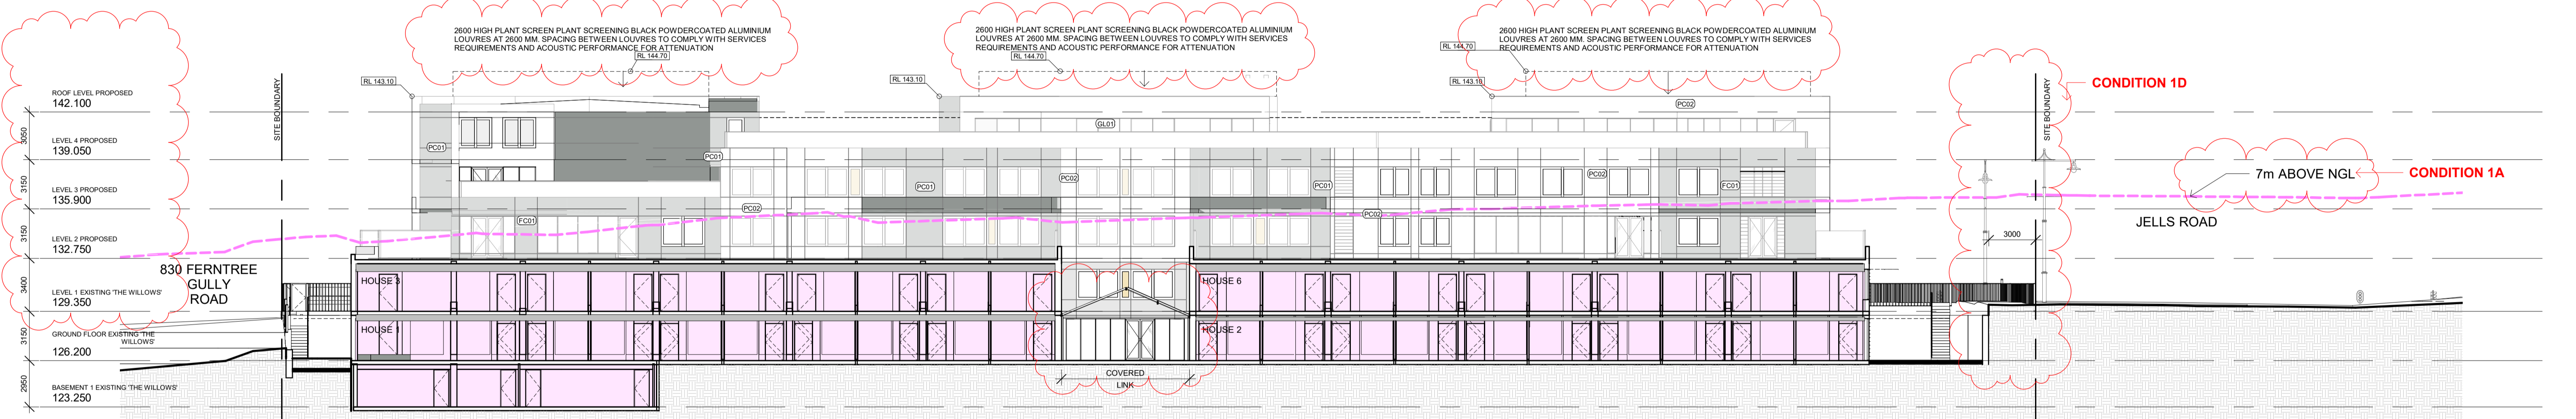 2600 HIGH PLANT SCREEN PLANT SCREENING BLACK POWDERCOATED ALUMINIUM
LOUVRES AT 2600 MM. SPACING BETWEEN LOUVRES TO COMPLY WITH SERVICES
REQUIREMENTS AND ACOUSTIC PERFORMANCE FOR ATTENUATION
RL 144.70
RL 143.10
2600 HIGH PLANT SCREEN PLANT SCREENING BLACK POWDERCOATED ALUMINIUM
LOUVRES AT 2600 MM. SPACING BETWEEN LOUVRES TO COMPLY WITH SERVICES
REQUIREMENTS AND ACOUSTIC PERFORMANCE FOR ATTENUATION
RL 144.70
RL 143.10
2600 HIGH PLANT SCREEN PLANT SCREENING BLACK POWDERCOATED ALUMINIUM
LOUVRES AT 2600 MM. SPACING BETWEEN LOUVRES TO COMPLY WITH SERVICES
REQUIREMENTS AND ACOUSTIC PERFORMANCE FOR ATTENUATION
RL 144.70
RL 143.10
ROOF LEVEL PROPOSED
142.100
3050
LEVEL 4 PROPOSED
139.050
3150
LEVEL 3 PROPOSED
135.900
3150
LEVEL 2 PROPOSED
132.750
3400
LEVEL 1 EXISTING 'THE WILLOWS'
129.350
3150
GROUND FLOOR EXISTING 'THE
WILLOWS'
126.200
2950
BASEMENT 1 EXISTING 'THE WILLOWS'
123.250
SITE BOUNDARY
830 FERNTREE
GULLY
ROAD
PC01
FC01
PC01
PC02
PC01
GL01
PC02
PC01
PC02
PC02
PC02
FC01
HOUSE 3
HOUSE 6
HOUSE 1
HOUSE 2
COVERED
LINK
SITE BOUNDARY
CONDITION 1D
7m ABOVE NGL
CONDITION 1A
JELLS ROAD
3000